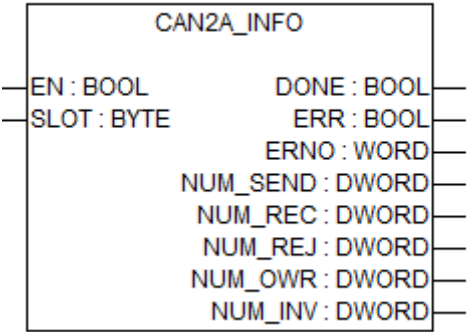 CAN2A_INFO
EN : BOOL DONE : BOOL
SLOT : BYTE ERR : BOOL
ERNO : WORD
NUM_SEND : DWORD
NUM_REC : DWORD
NUM_REJ : DWORD
NUM_OWR : DWORD
NUM_INV : DWORD